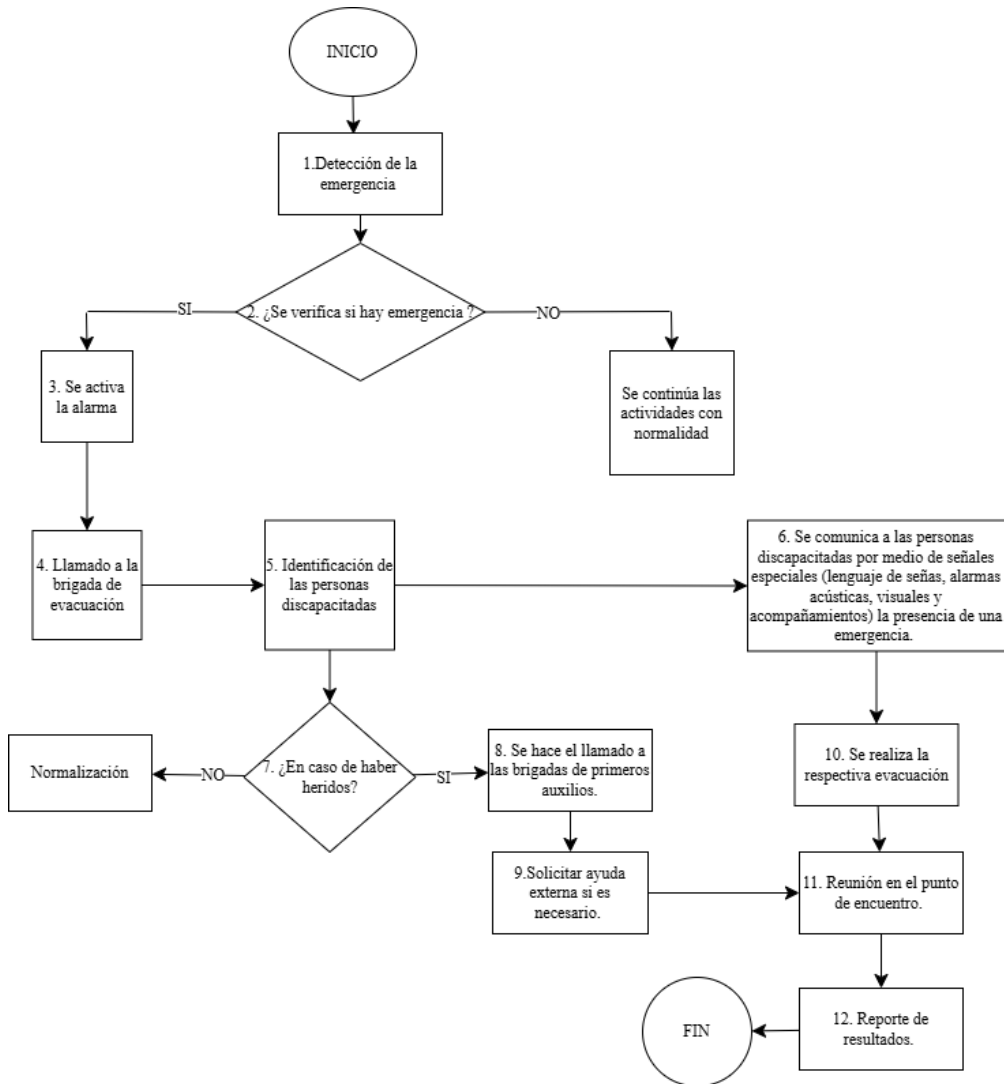 INICIO
1.Detección de la
emergencia
SI
2. ¿Se verifica si hay emergencia ?
NO
3. Se activa
la alarma
Se continúa las
actividades con
normalidad
4. Llamado a la
brigada de
evacuación
5. Identificación de
las personas
discapacitadas
6. Se comunica a las personas
discapacitadas por medio de señales
especiales (lenguaje de señas, alarmas
acústicas, visuales y
acompañamientos) la presencia de una
emergencia.
Normalización
NO
7. ¿En caso de haber
heridos?
SI
8. Se hace el llamado a
las brigadas de primeros
auxilios.
10. Se realiza la
respectiva evacuación
9.Solicitar ayuda
externa si es
necesario.
11. Reunión en el punto
de encuentro.
FIN
12. Reporte de
resultados.